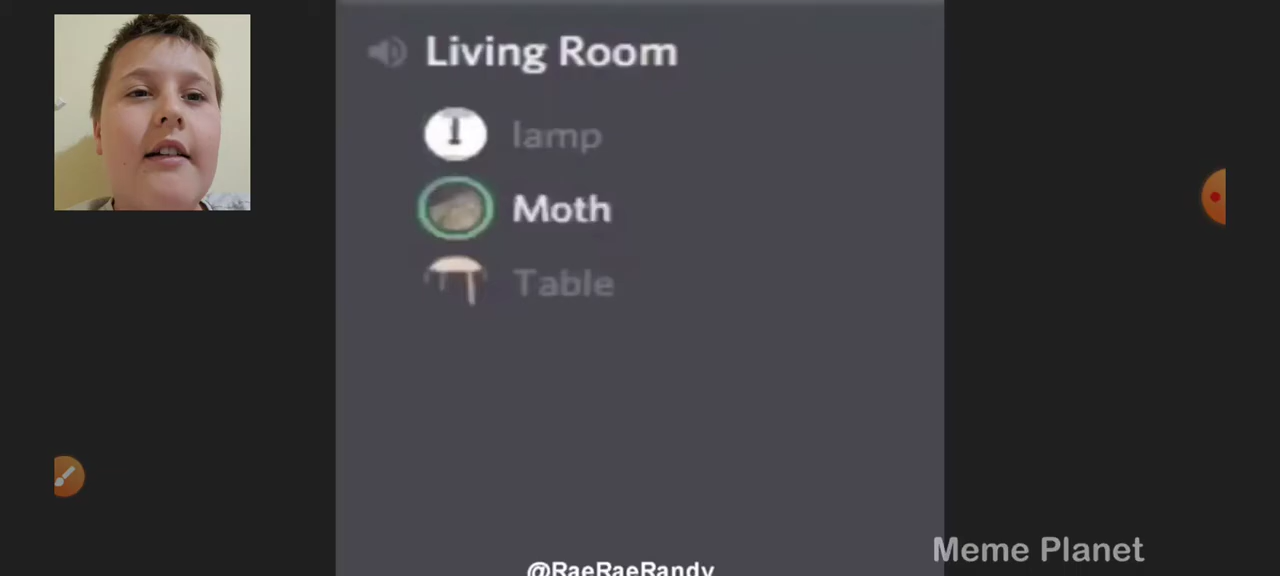 Living Room
lamp
Moth
Table
Meme Planet
@RaeRaeRandy